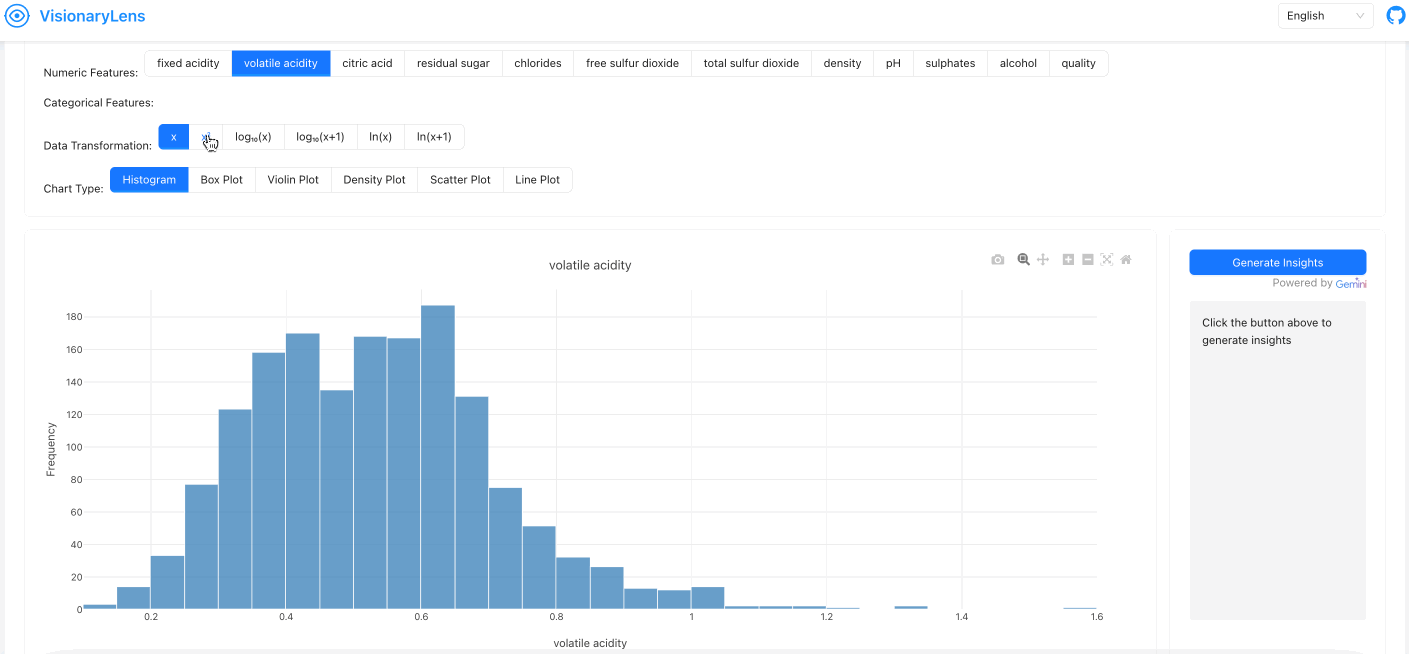 VisionaryLens
English
Numeric Features: fixed acidity volatile acidity citric acid residual sugar chlorides free sulfur dioxide total sulfur dioxide density pH sulphates alcohol quality
Categorical Features:
Data Transformation: x log₁₀(x) log₁₀(x+1) ln(x) ln(x+1)
Chart Type: Histogram Box Plot Violin Plot Density Plot Scatter Plot Line Plot
volatile acidity
180
160
140
120
100
80
60
40
20
0
Frequency
0.2 0.4 0.6 0.8 1 1.2 1.4 1.6
volatile acidity
Generate Insights
Powered by Gemini
Click the button above to
generate insights